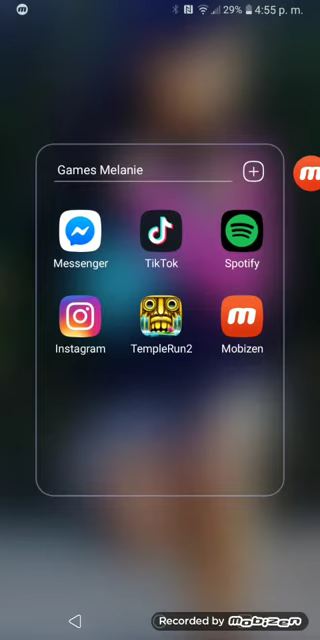 29% 4:55 p. m.
Games Melanie
Messenger TikTok Spotify
Instagram TempleRun2 Mobizen
Recorded by mobizen